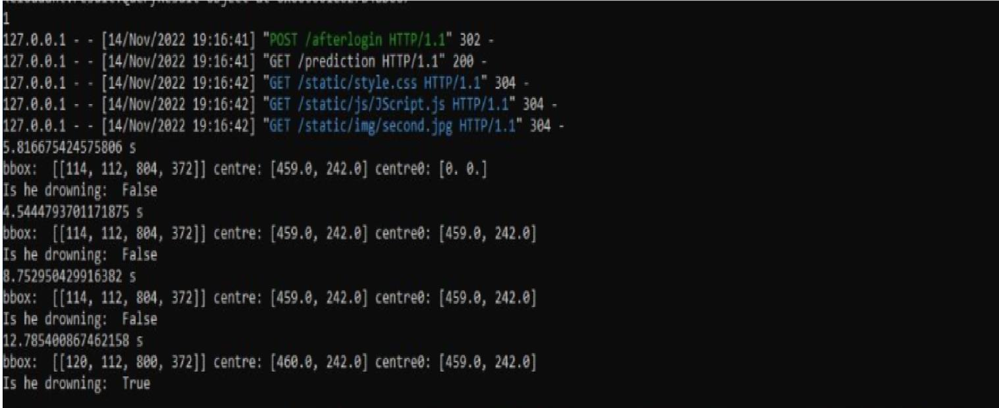 1
127.0.0.1 - - [14/Nov/2022 19:16:41] "POST /afterlogin HTTP/1.1" 302 -
127.0.0.1 - - [14/Nov/2022 19:16:41] "GET /prediction HTTP/1.1" 200 -
127.0.0.1 - - [14/Nov/2022 19:16:42] "GET /static/style.css HTTP/1.1" 304 -
127.0.0.1 - - [14/Nov/2022 19:16:42] "GET /static/js/JScript.js HTTP/1.1" 304 -
127.0.0.1 - - [14/Nov/2022 19:16:42] "GET /static/img/second.jpg HTTP/1.1" 304 -
5.816675424575806 s
bbox:  [[114, 112, 804, 372]] centre: [459.0, 242.0] centre0: [0. 0.]
Is he drowning:  False
4.5444793701171875 s
bbox:  [[114, 112, 804, 372]] centre: [459.0, 242.0] centre0: [459.0, 242.0]
Is he drowning:  False
8.752950429916382 s
bbox:  [[114, 112, 804, 372]] centre: [459.0, 242.0] centre0: [459.0, 242.0]
Is he drowning:  False
12.785400867462158 s
bbox:  [[120, 112, 800, 372]] centre: [460.0, 242.0] centre0: [459.0, 242.0]
Is he drowning:  True